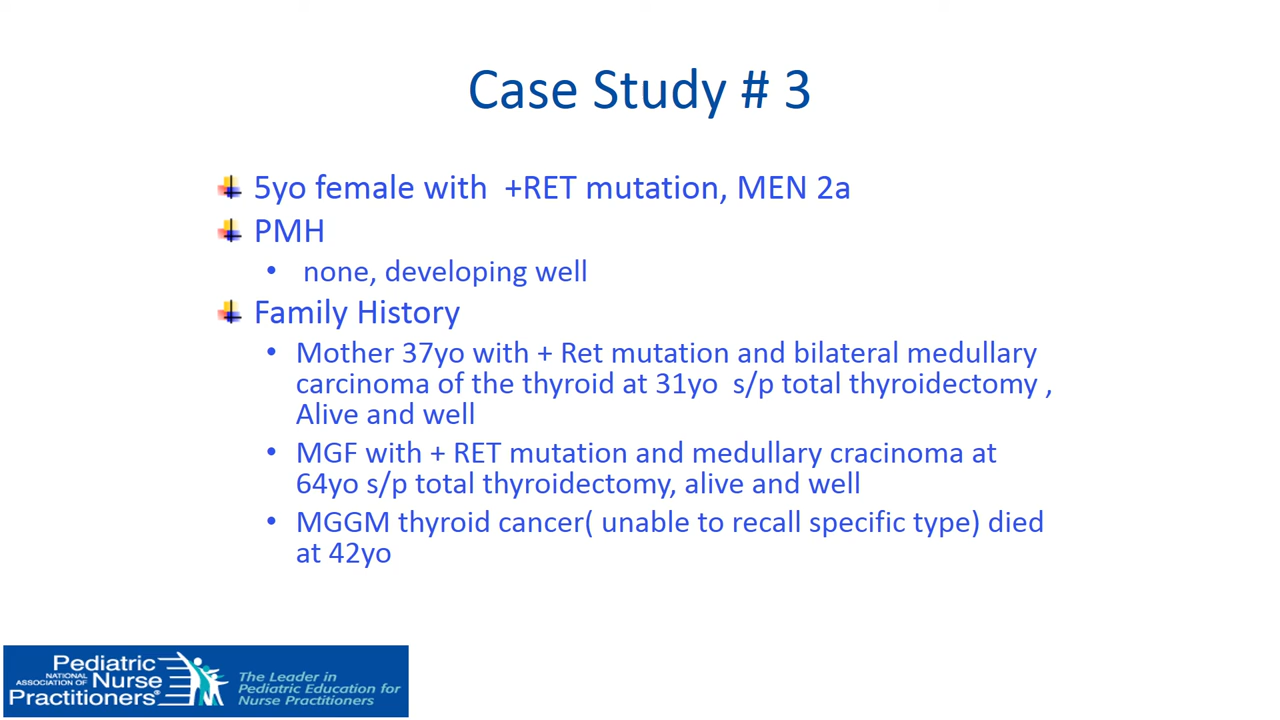 Case Study # 3
5yo female with +RET mutation, MEN 2a
PMH
• none, developing well
Family History
• Mother 37yo with + Ret mutation and bilateral medullary
carcinoma of the thyroid at 31yo s/p total thyroidectomy ,
Alive and well
• MGF with + RET mutation and medullary cracinoma at
64yo s/p total thyroidectomy, alive and well
• MGGM thyroid cancer( unable to recall specific type) died
at 42yo
Pediatric
NATIONAL
ASSOCIATION OF Nurse
Practitioners®
The Leader in
Pediatric Education for
Nurse Practitioners